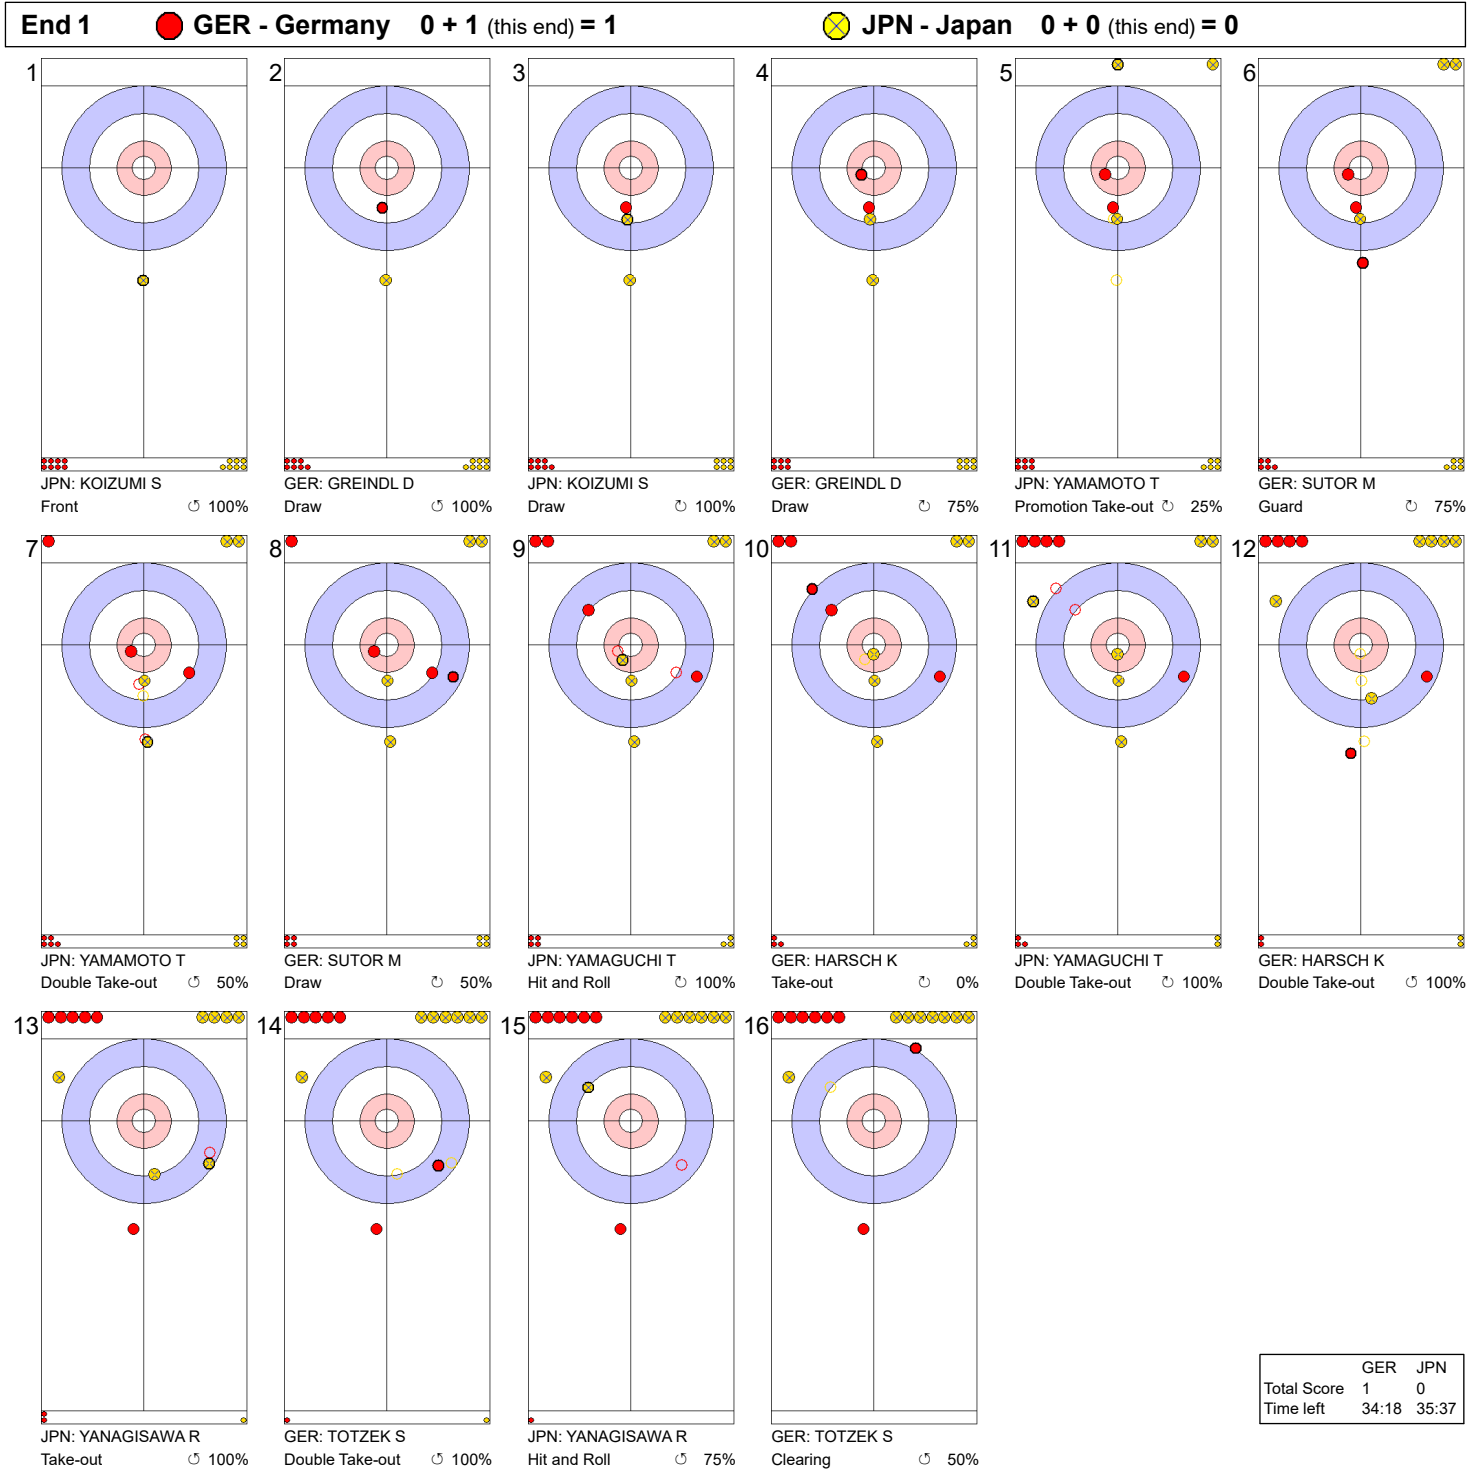 End 1 GER - Germany 0 + 1 (this end) = 1 JPN - Japan 0 + 0 (this end) = 0
1 2 3 4 5 6
JPN: KOIZUMI S GER: GREINDL D JPN: KOIZUMI S GER: GREINDL D JPN: YAMAMOTO T GER: SUTOR M
Front ↺ 100% Draw ↻ 100% Draw ↻ 100% Draw ↻ 75% Promotion Take-out ↻ 25% Guard ↻ 75%
7 8 9 10 11 12
JPN: YAMAMOTO T GER: SUTOR M JPN: YAMAGUCHI T GER: HARSCH K JPN: YAMAGUCHI T GER: HARSCH K
Double Take-out ↺ 50% Draw ↻ 50% Hit and Roll ↻ 100% Take-out ↻ 0% Double Take-out ↻ 100% Double Take-out ↻ 100%
13 14 15 16
JPN: YANAGISAWA R GER: TOTZEK S JPN: YANAGISAWA R GER: TOTZEK S
Take-out ↺ 100% Double Take-out ↺ 100% Hit and Roll ↺ 75% Clearing ↺ 50%
GER JPN
Total Score 1 0
Time left 34:18 35:37